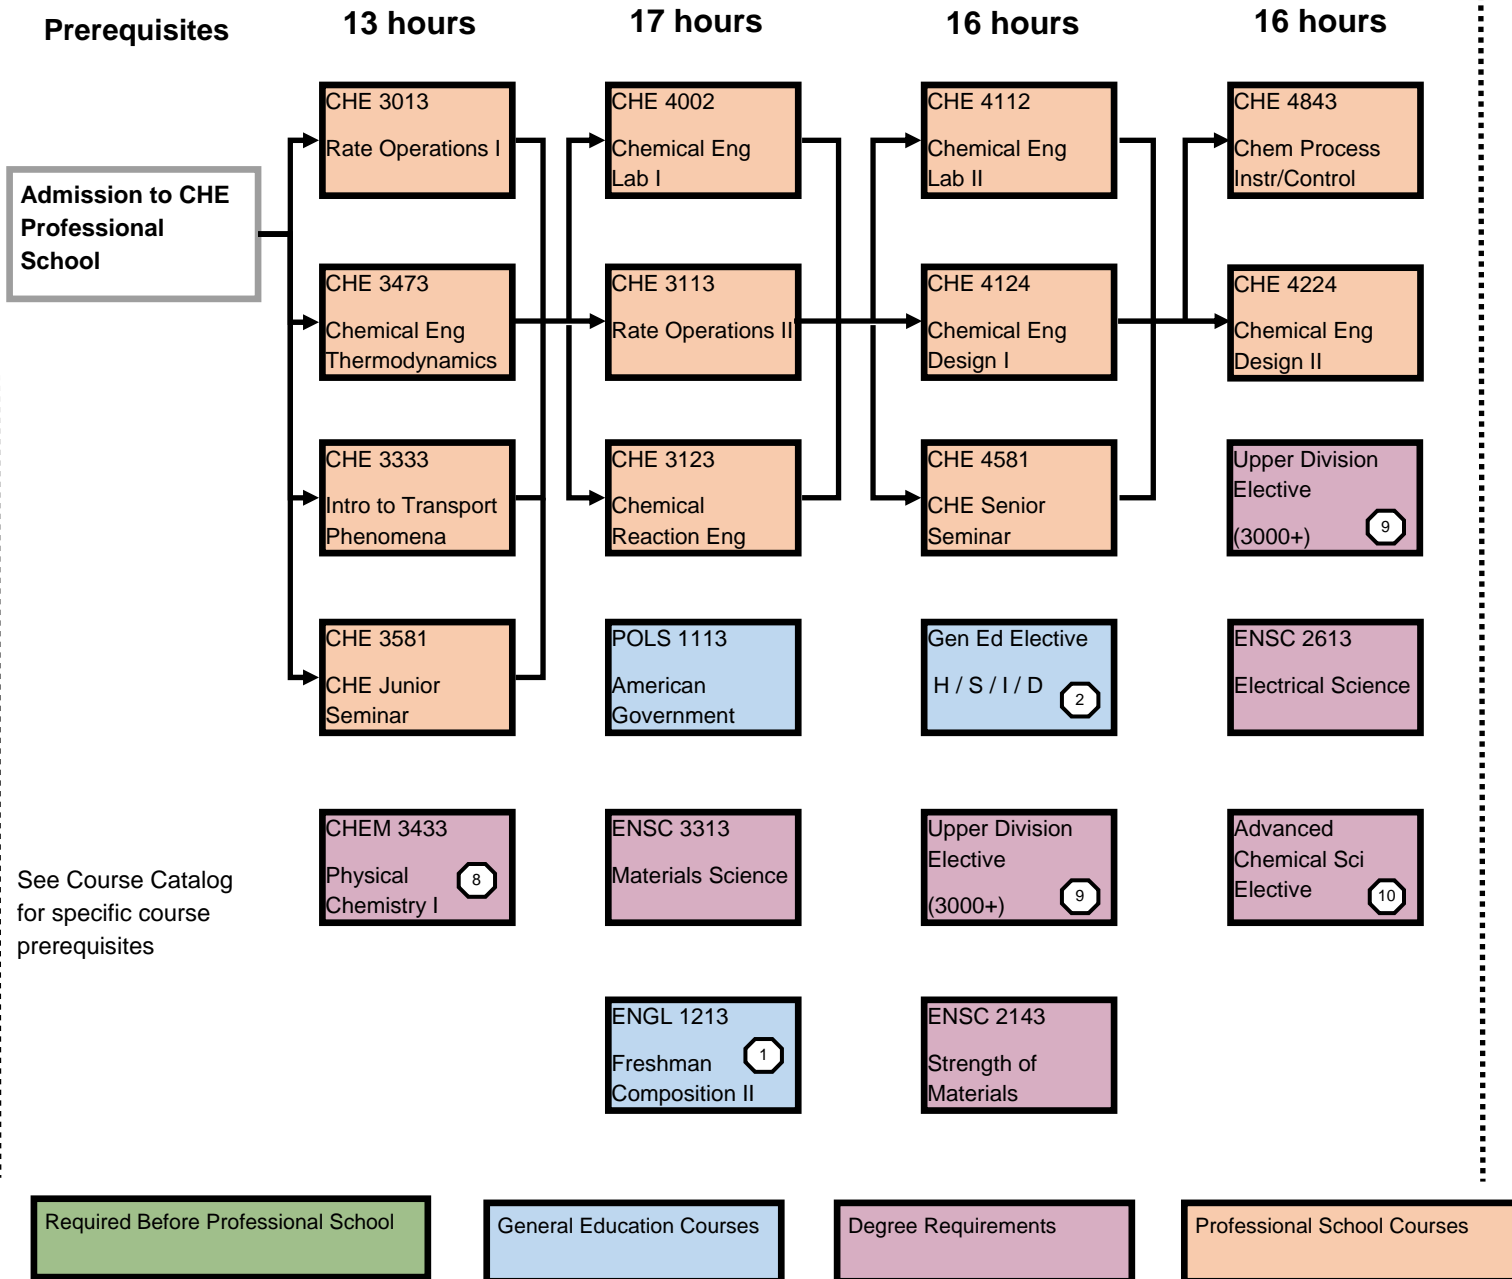 Prerequisites
13 hours
17 hours
16 hours
16 hours
Admission to CHE
Professional
School
CHE 3013
Rate Operations I
CHE 4002
Chemical Eng
Lab I
CHE 4112
Chemical Eng
Lab II
CHE 4843
Chem Process
Instr/Control
CHE 3473
Chemical Eng
Thermodynamics
CHE 3113
Rate Operations II
CHE 4124
Chemical Eng
Design I
CHE 4224
Chemical Eng
Design II
CHE 3333
Intro to Transport
Phenomena
CHE 3123
Chemical
Reaction Eng
CHE 4581
CHE Senior
Seminar
Upper Division
Elective
(3000+)
9
CHE 3581
CHE Junior
Seminar
POLS 1113
American
Government
Gen Ed Elective
H / S / I / D
2
ENSC 2613
Electrical Science
See Course Catalog
for specific course
prerequisites
CHEM 3433
Physical
Chemistry I
8
ENSC 3313
Materials Science
Upper Division
Elective
(3000+)
9
Advanced
Chemical Sci
Elective
10
ENGL 1213
Freshman
Composition II
1
ENSC 2143
Strength of
Materials
Required Before Professional School
General Education Courses
Degree Requirements
Professional School Courses